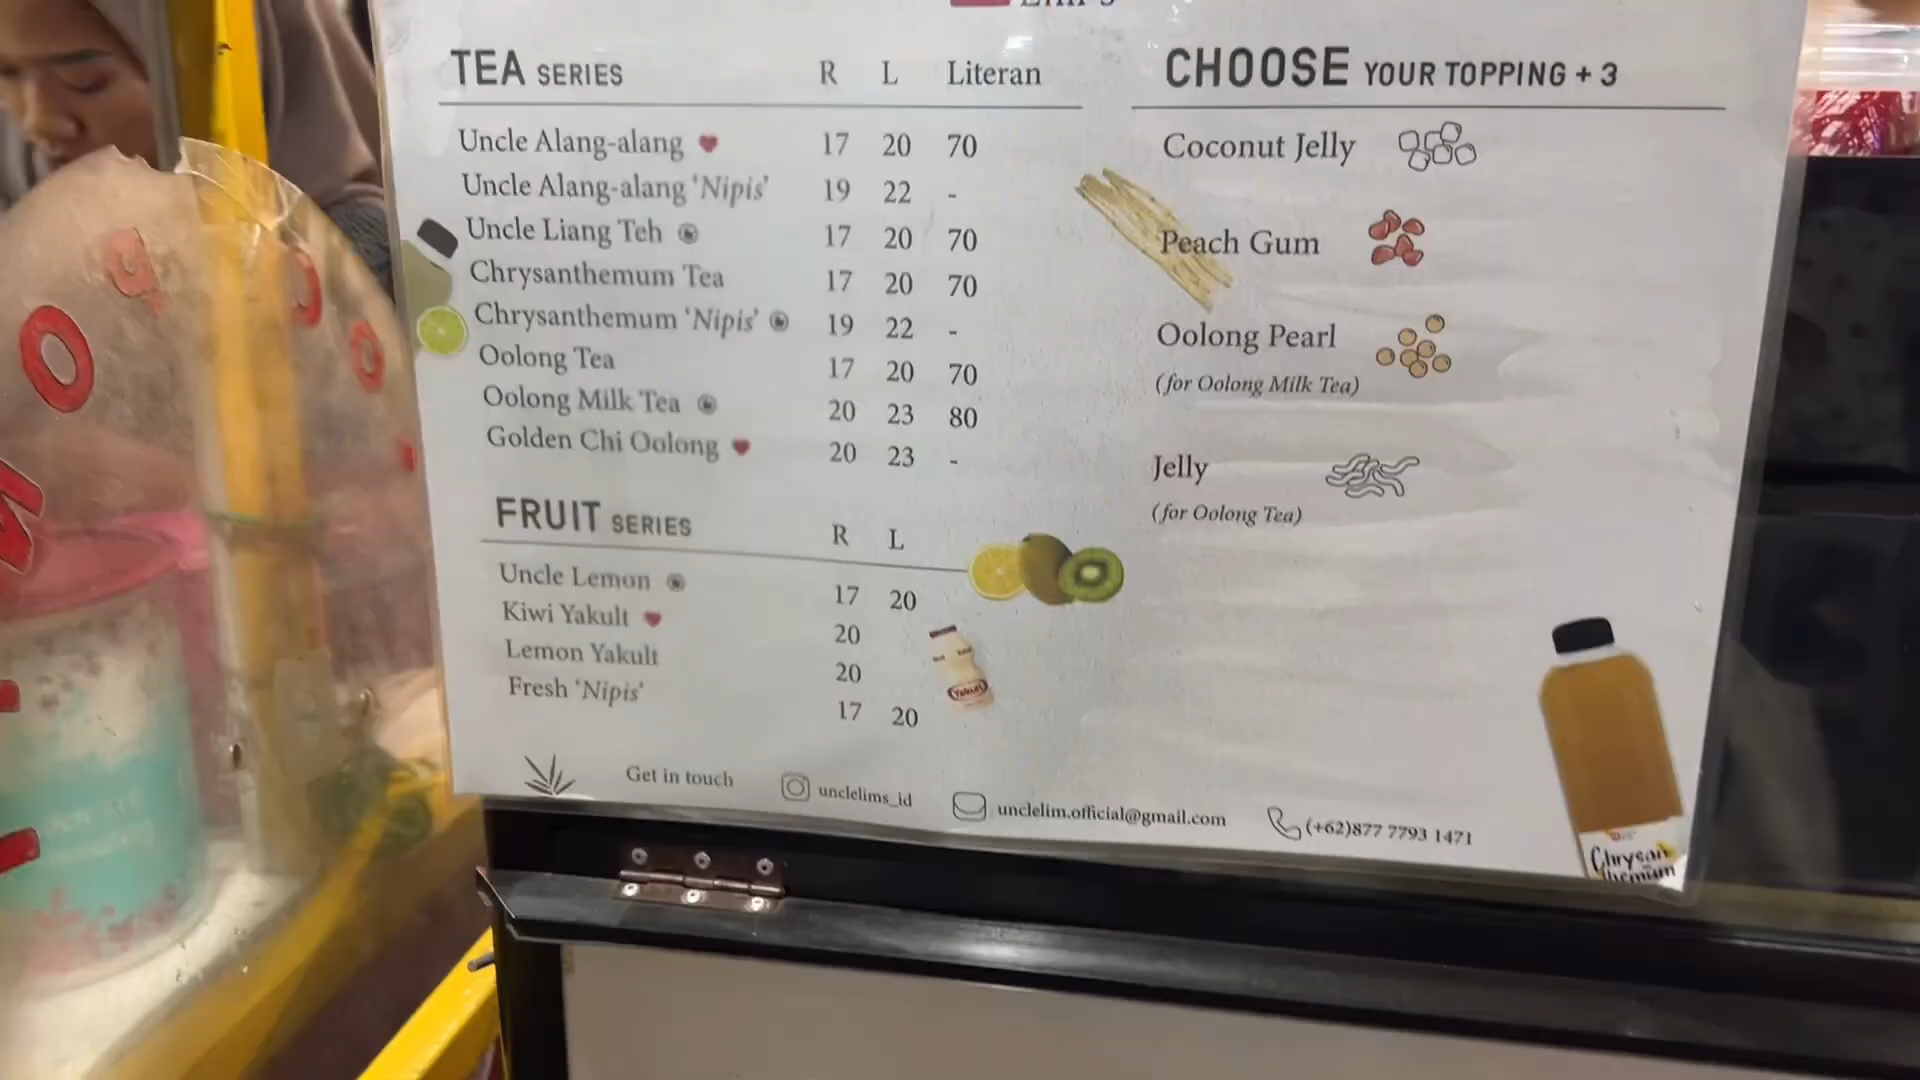 TEA SERIES R L Literan
Uncle Alang-alang 17 20 70
Uncle Alang-alang 'Nipis' 19 22 -
Uncle Liang Teh 17 20 70
Chrysanthemum Tea 17 20 70
Chrysanthemum 'Nipis' 19 22 -
Oolong Tea 17 20 70
Oolong Milk Tea 20 23 80
Golden Chi Oolong 20 23 -
FRUIT SERIES R L
Uncle Lemon 17 20
Kiwi Yakult 20
Lemon Yakult 20
Fresh 'Nipis' 17 20
Yakult
CHOOSE YOUR TOPPING + 3
Coconut Jelly
Peach Gum
Oolong Pearl
(for Oolong Milk Tea)
Jelly
(for Oolong Tea)
Chrysan
themum
Get in touch unclelims_id unclelim.official@gmail.com (+62)877 7793 1471